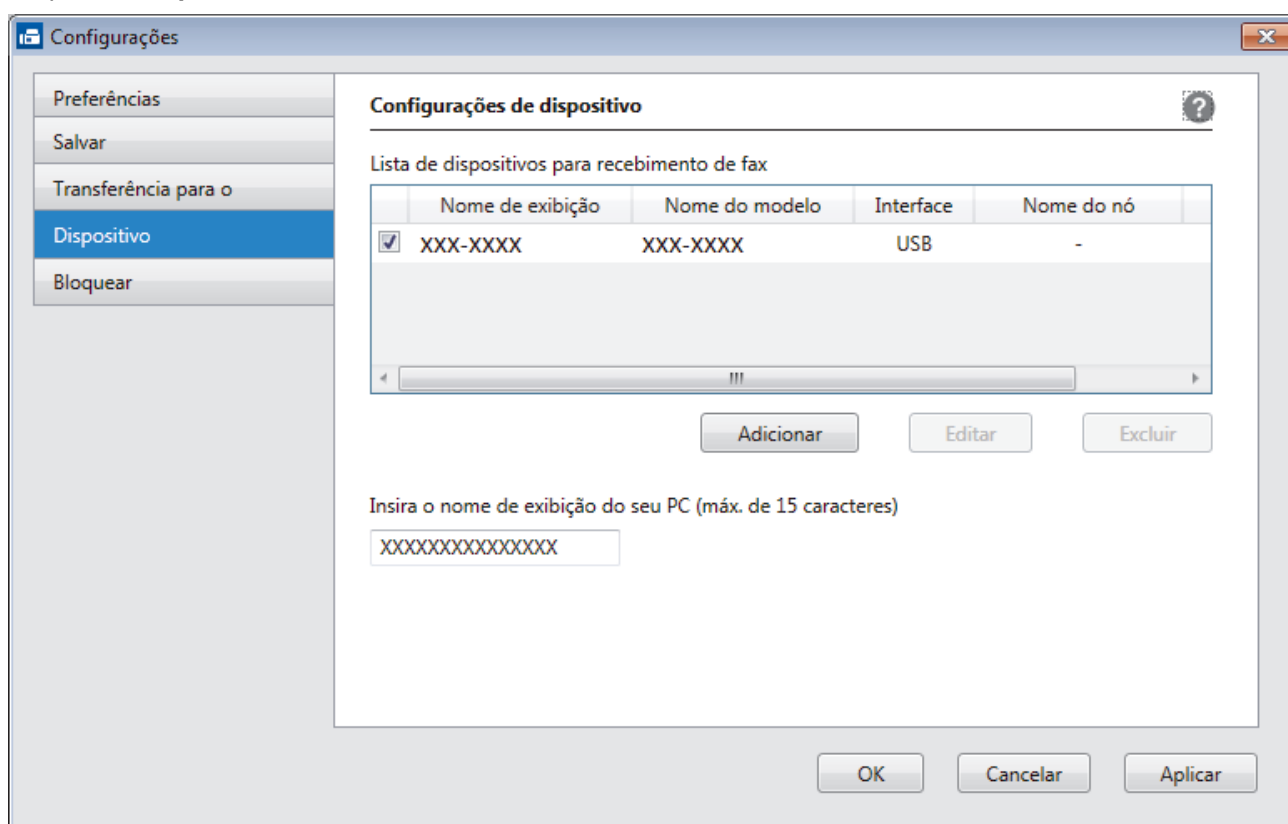 Configurações
Preferências
Salvar
Transferência para o
Dispositivo
Bloquear
Configurações de dispositivo
Lista de dispositivos para recebimento de fax
Nome de exibição Nome do modelo Interface Nome do nó
XXX-XXXX XXX-XXXX USB -
Adicionar Editar Excluir
Insira o nome de exibição do seu PC (máx. de 15 caracteres)
XXXXXXXXXXXXXXX
OK Cancelar Aplicar